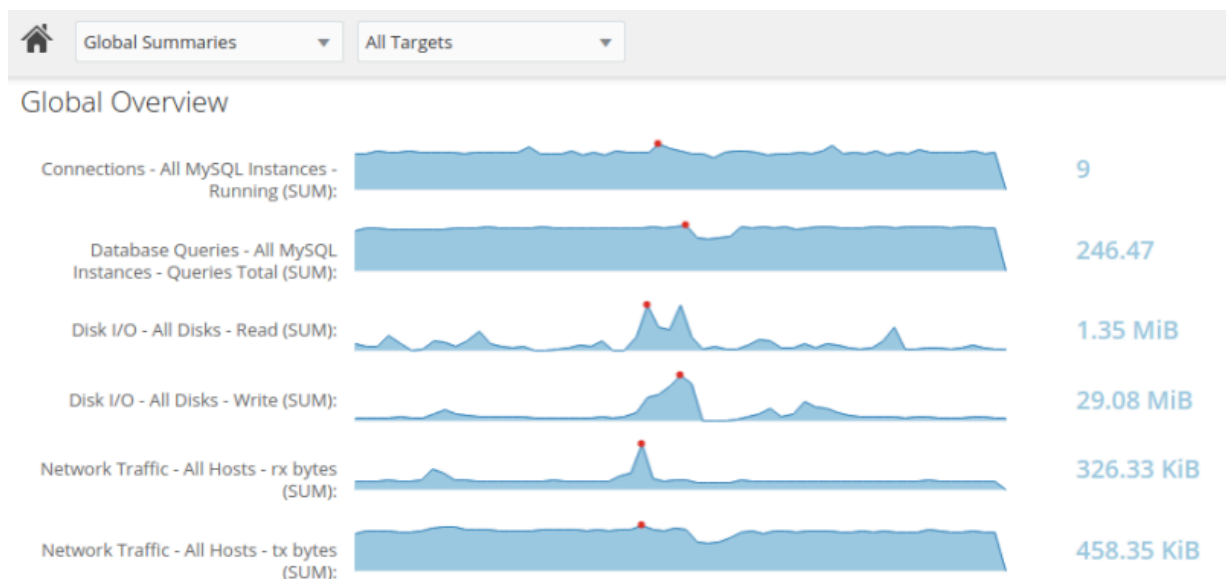 Global Summaries
All Targets
Global Overview
Connections - All MySQL Instances -
Running (SUM):
9
Database Queries - All MySQL
Instances - Queries Total (SUM):
246.47
Disk I/O - All Disks - Read (SUM):
1.35 MiB
Disk I/O - All Disks - Write (SUM):
29.08 MiB
Network Traffic - All Hosts - rx bytes
(SUM):
326.33 KiB
Network Traffic - All Hosts - tx bytes
(SUM):
458.35 KiB